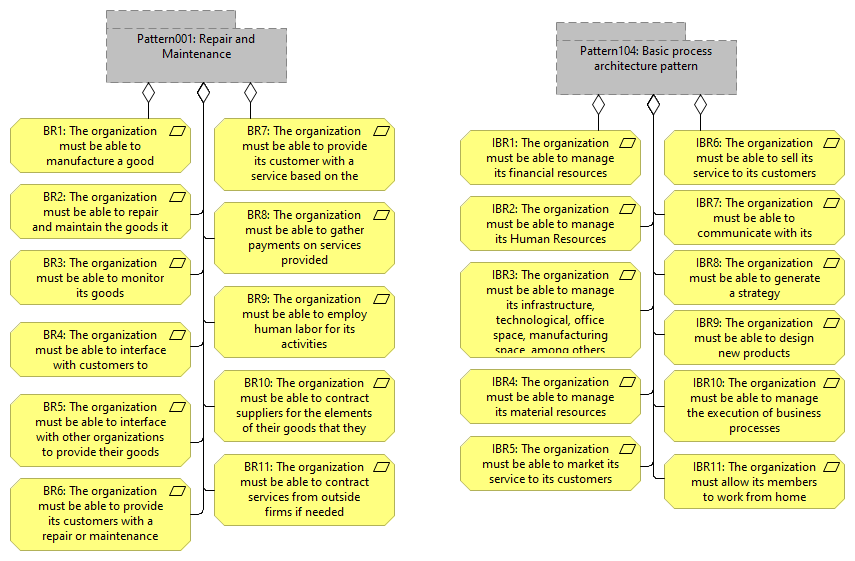 Pattern001: Repair and
Maintenance
BR1: The organization
must be able to
manufacture a good
BR2: The organization
must be able to repair
and maintain the goods it
BR3: The organization
must be able to monitor
its goods
BR4: The organization
must be able to interface
with customers to
BR5: The organization
must be able to interface
with other organizations
to provide their goods
BR6: The organization
must be able to provide
its customers with a
repair or maintenance
BR7: The organization
must be able to provide
its customer with a
service based on the
BR8: The organization
must be able to gather
payments on services
provided
BR9: The organization
must be able to employ
human labor for its
activities
BR10: The organization
must be able to contract
suppliers for the elements
of their goods that they
BR11: The organization
must be able to contract
services from outside
firms if needed
Pattern104: Basic process
architecture pattern
IBR1: The organization
must be able to manage
its financial resources
IBR2: The organization
must be able to manage
its Human Resources
IBR3: The organization
must be able to manage
its infrastructure,
technological, office
space, manufacturing
space, among others
IBR4: The organization
must be able to manage
its material resources
IBR5: The organization
must be able to market its
service to its customers
IBR6: The organization
must be able to sell its
service to its customers
IBR7: The organization
must be able to
communicate with its
IBR8: The organization
must be able to generate
a strategy
IBR9: The organization
must be able to design
new products
IBR10: The organization
must be able to manage
the execution of business
processes
IBR11: The organization
must allow its members
to work from home